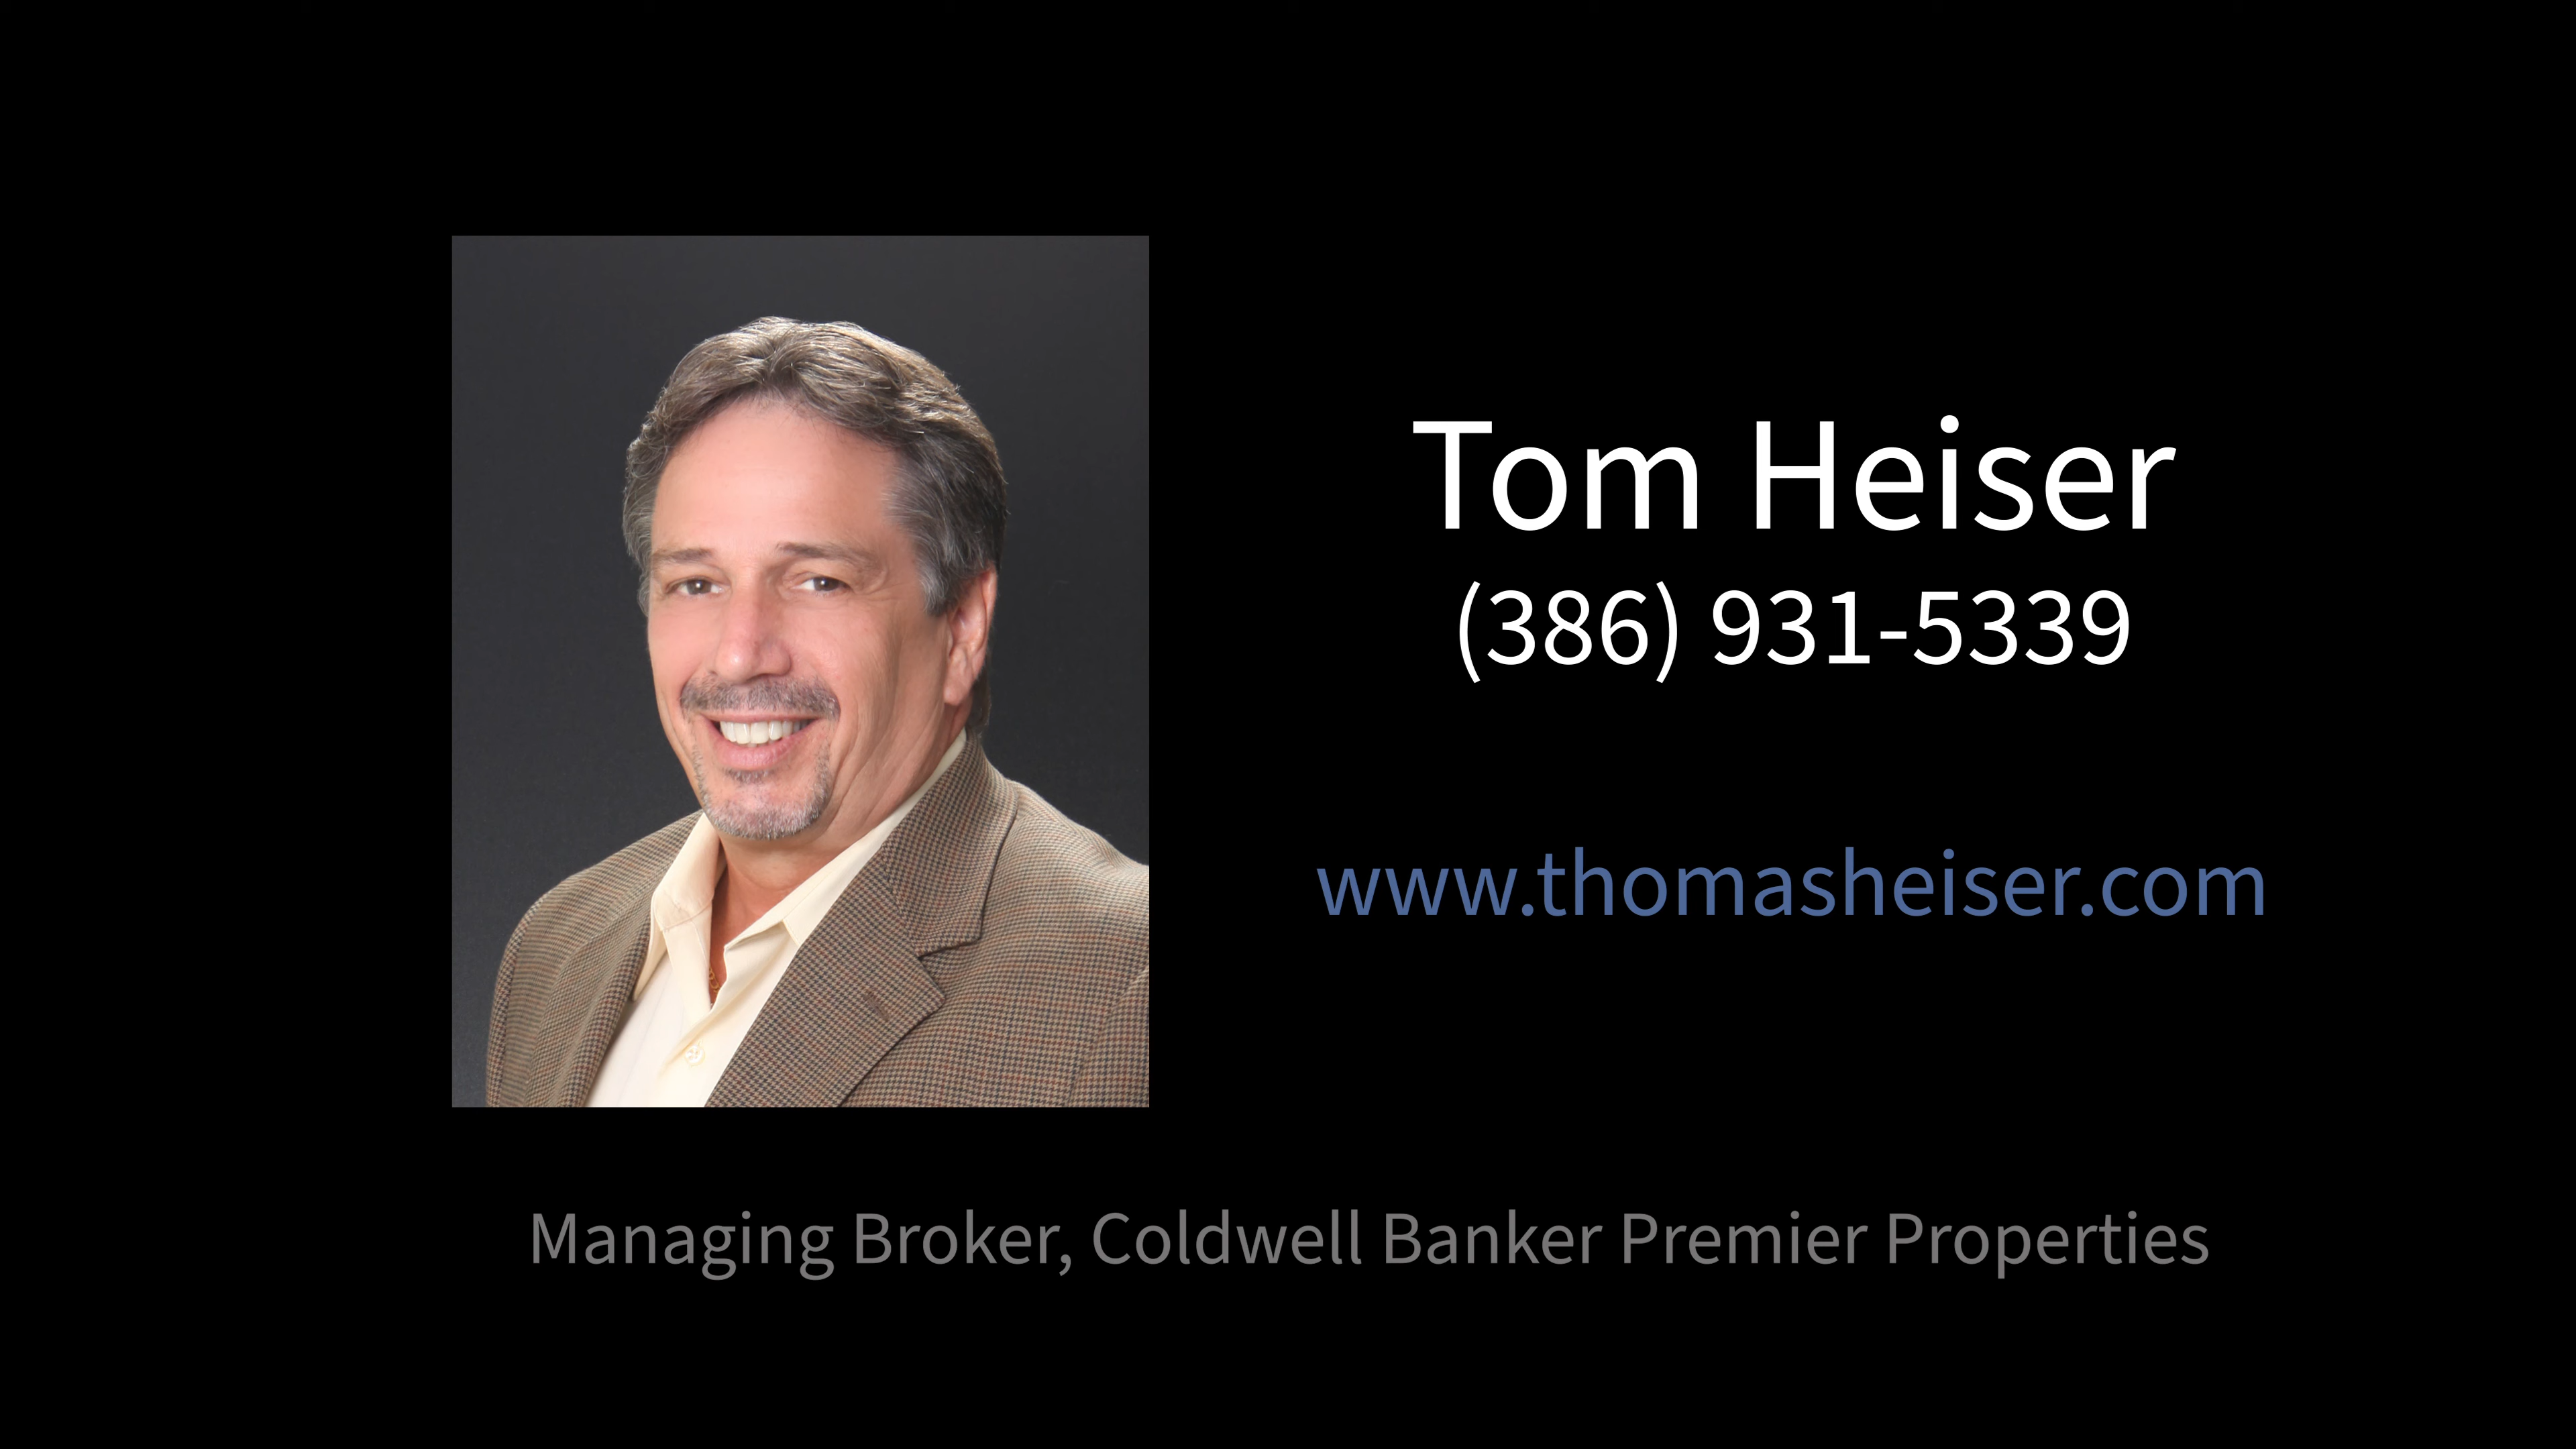 Tom Heiser
(386) 931-5339
www.thomasheiser.com
Managing Broker, Coldwell Banker Premier Properties